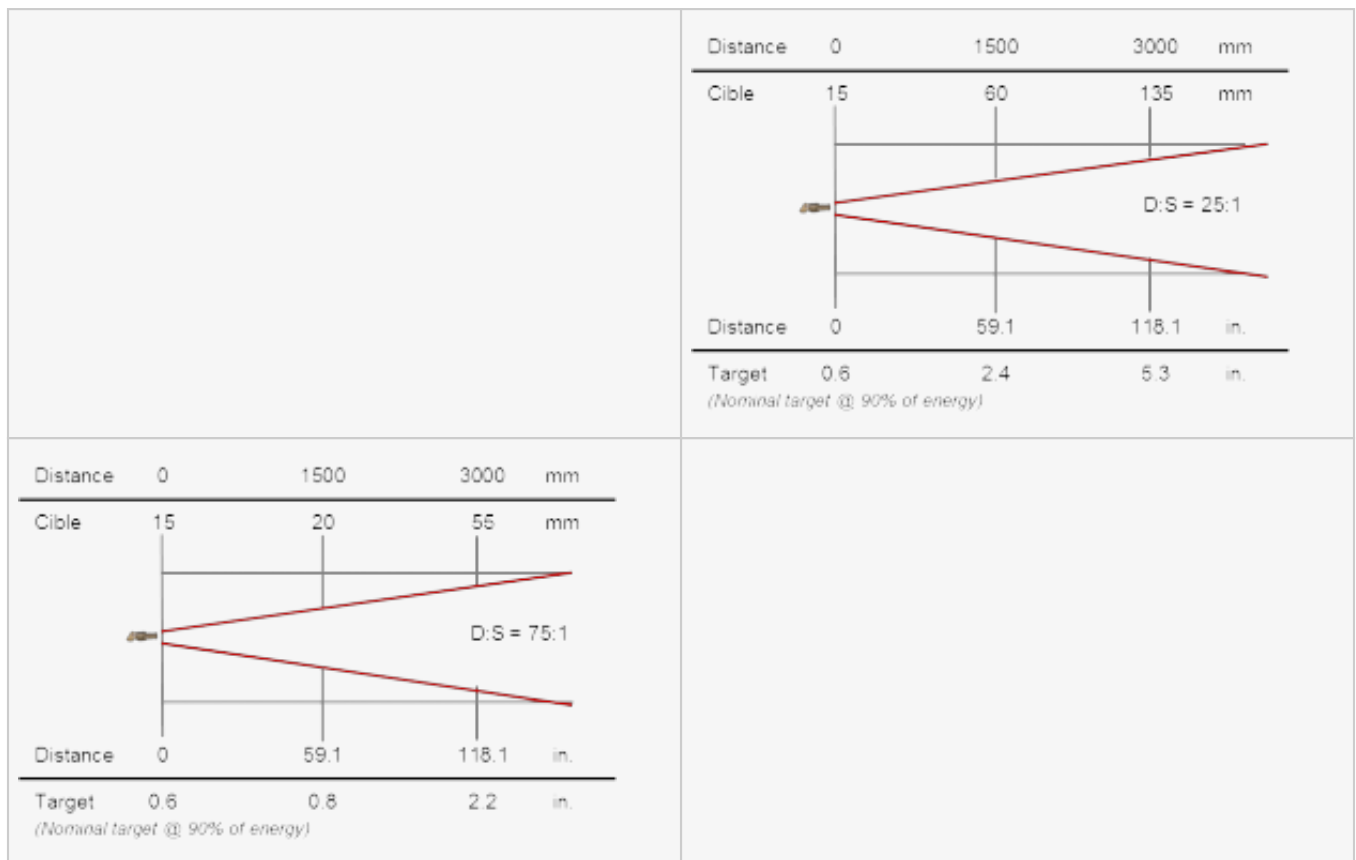 Distance 0 1500 3000 mm
Cible 15 60 135 mm
D:S = 25:1
Distance 0 59.1 118.1 in.
Target 0.6 2.4 5.3 in.
(Nominal target @ 90% of energy)
Distance 0 1500 3000 mm
Cible 15 20 55 mm
D:S = 75:1
Distance 0 59.1 118.1 in.
Target 0.6 0.8 2.2 in.
(Nominal target @ 90% of energy)